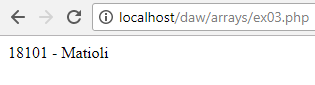 localhost/daw/arrays/ex03.php
18101 - Matioli